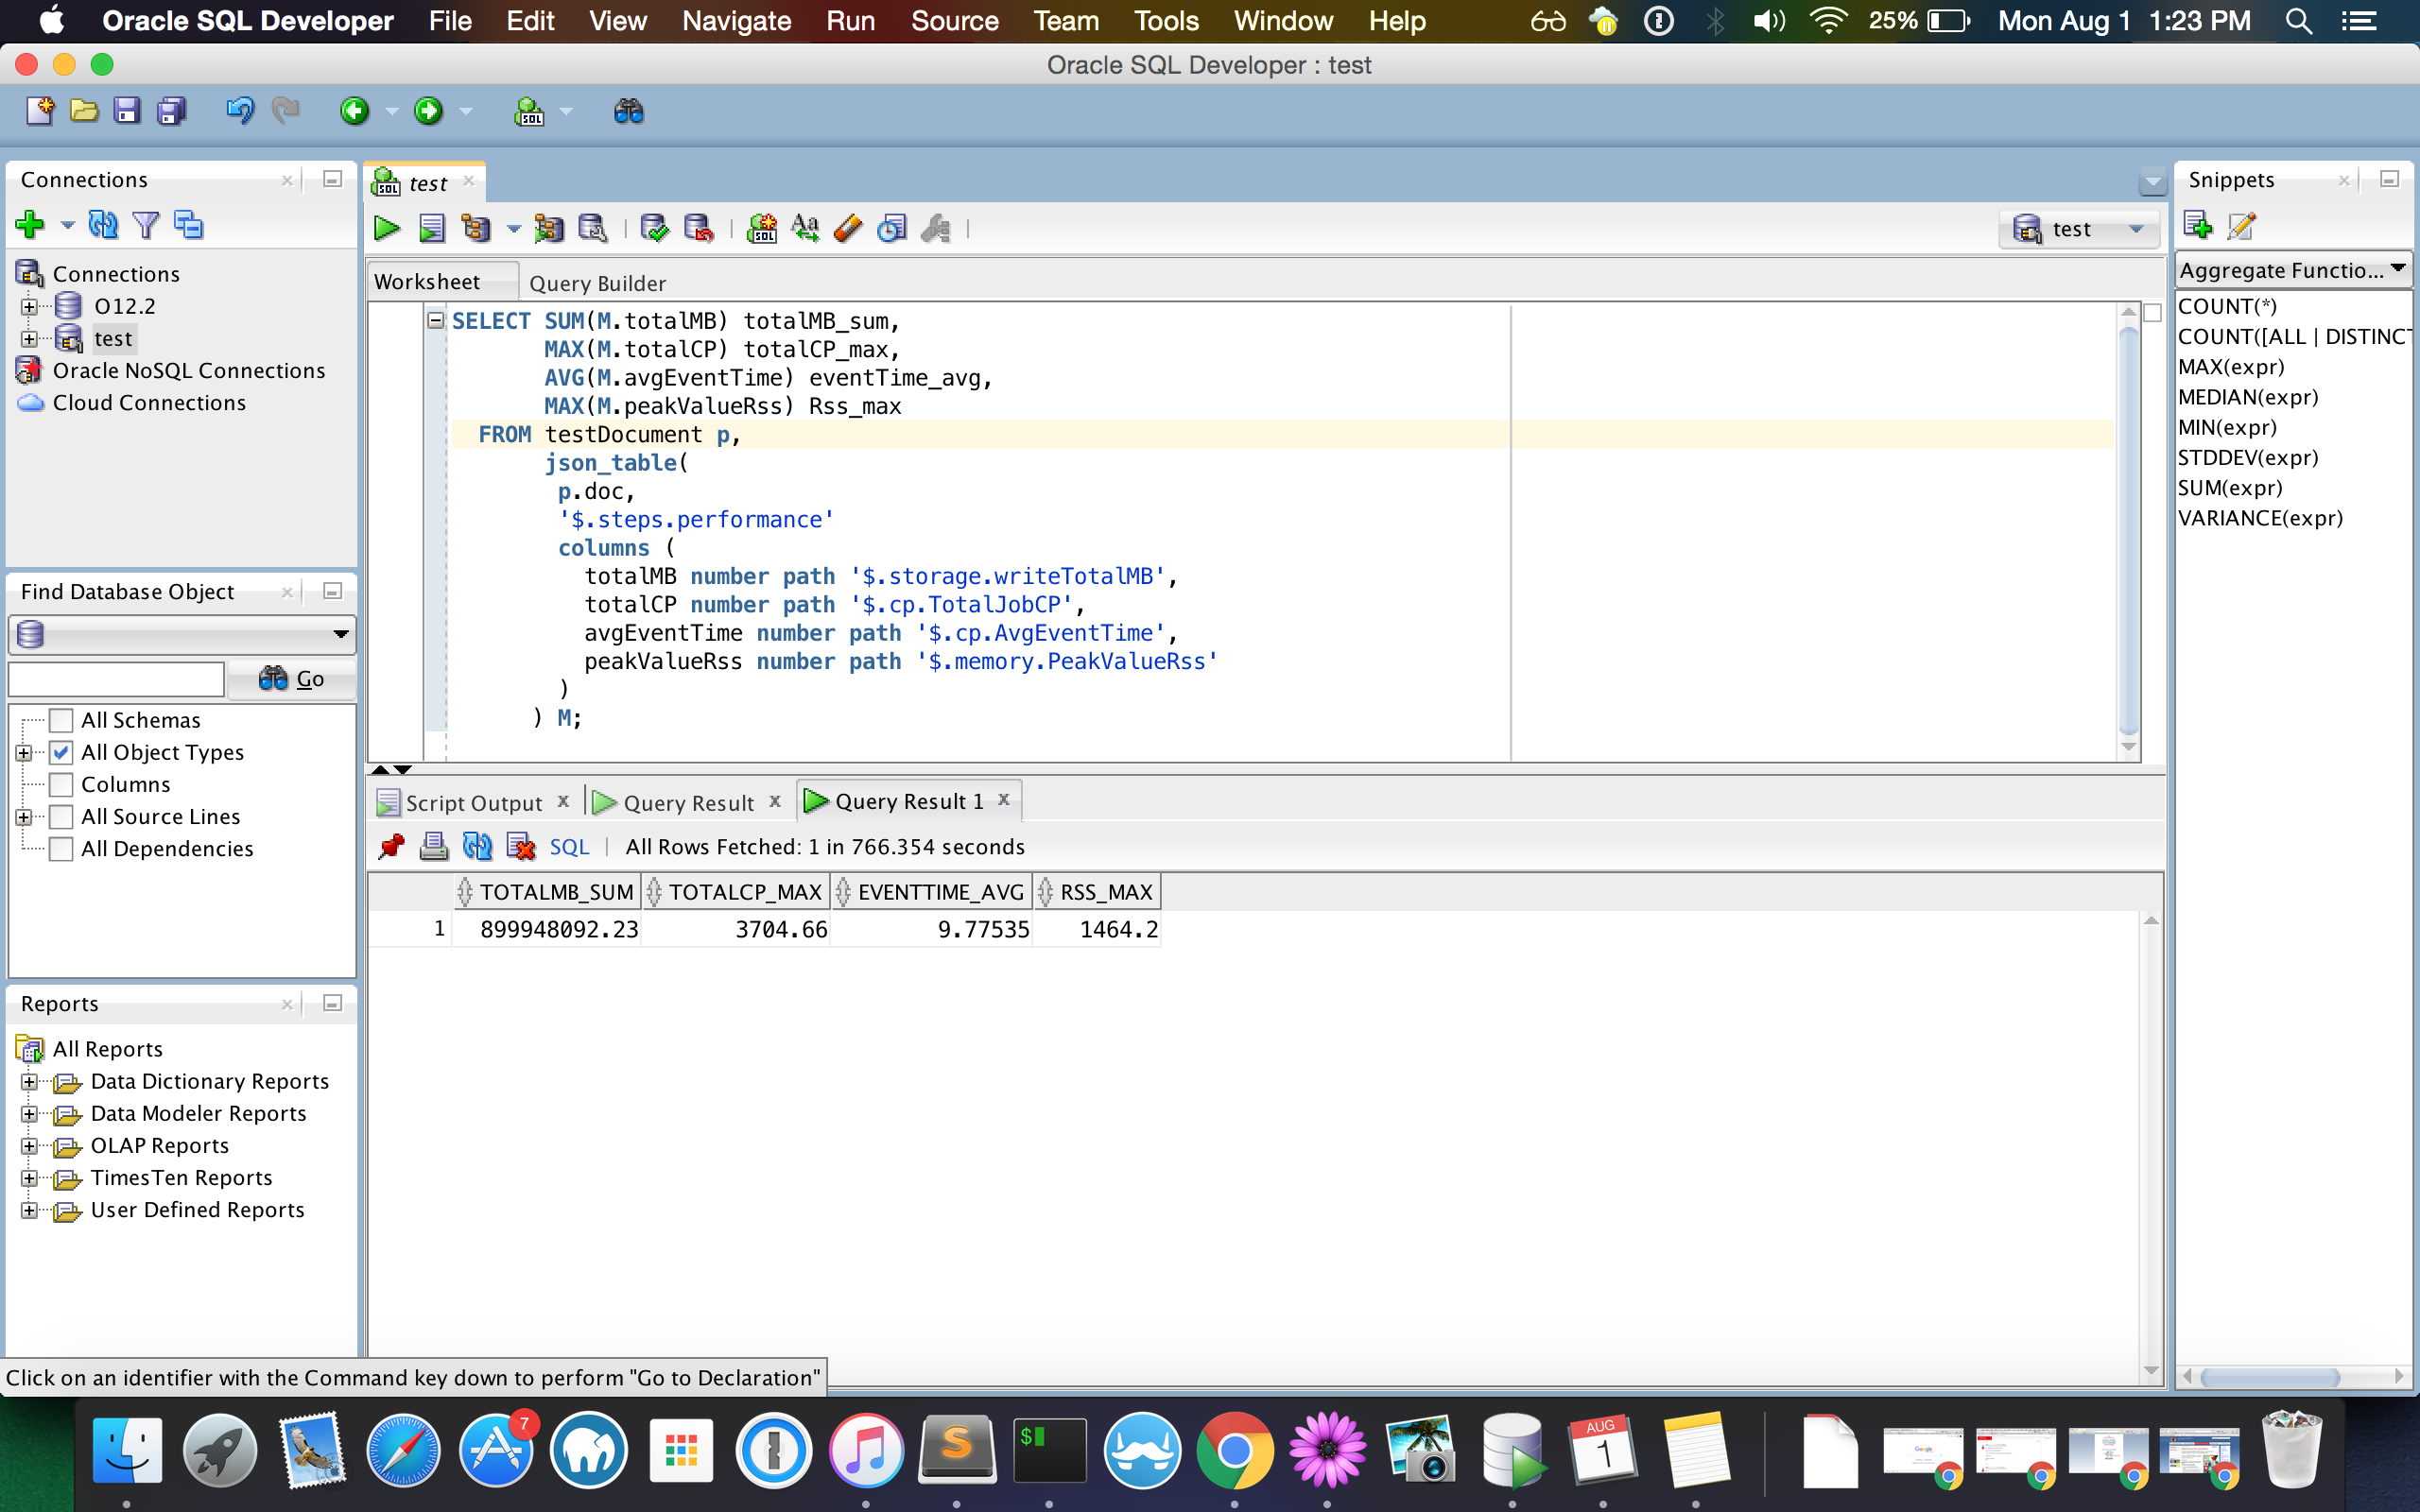 Oracle SQL Developer File Edit View Navigate Run Source Team Tools Window Help 25% Mon Aug 1 1:23 PM
Oracle SQL Developer : test
Connections
Connections
O12.2
test
Oracle NoSQL Connections
Cloud Connections
Find Database Object
Go
All Schemas
All Object Types
Columns
All Source Lines
All Dependencies
Reports
All Reports
Data Dictionary Reports
Data Modeler Reports
OLAP Reports
TimesTen Reports
User Defined Reports
test
test
Worksheet Query Builder
SELECT SUM(M.totalMB) totalMB_sum,
MAX(M.totalCP) totalCP_max,
AVG(M.avgEventTime) eventTime_avg,
MAX(M.peakValueRss) Rss_max
FROM testDocument p,
json_table(
p.doc,
'$.steps.performance'
columns (
totalMB number path '$.storage.writeTotalMB',
totalCP number path '$.cp.TotalJobCP',
avgEventTime number path '$.cp.AvgEventTime',
peakValueRss number path '$.memory.PeakValueRss'
)
) M;
Script Output Query Result Query Result 1
SQL All Rows Fetched: 1 in 766.354 seconds
TOTALMB_SUM TOTALCP_MAX EVENTTIME_AVG RSS_MAX
1 899948092.23 3704.66 9.77535 1464.2
Snippets
Aggregate Functio...
COUNT(*)
COUNT([ALL | DISTINCT
MAX(expr)
MEDIAN(expr)
MIN(expr)
STDDEV(expr)
SUM(expr)
VARIANCE(expr)
Click on an identifier with the Command key down to perform "Go to Declaration"
7
S
$
AUG
1